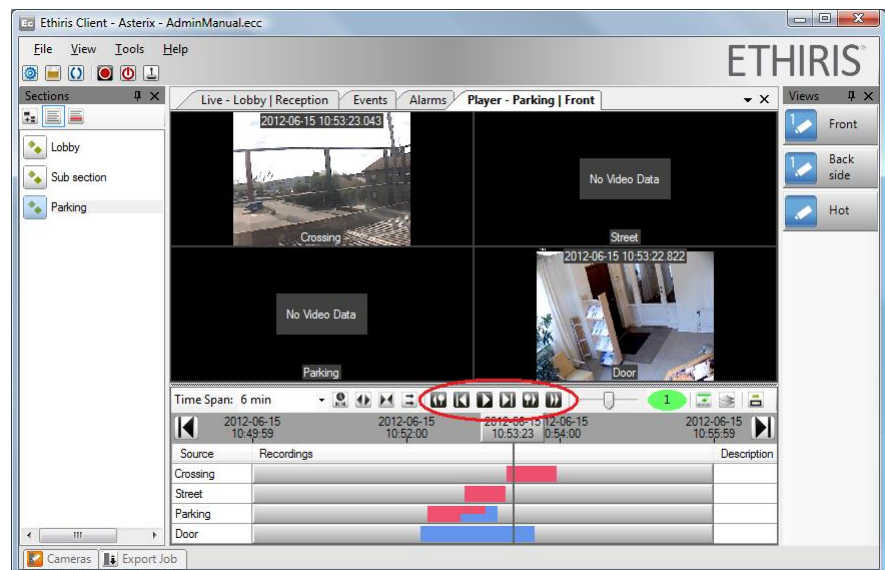 Ec Ethiris Client - Asterix - AdminManual.ecc
File View Tools Help
ETHIRIS
Sections
Live - Lobby | Reception
Events
Alarms
Player - Parking | Front
Views
Lobby
Sub section
Parking
2012-06-15 10:53:23.043
Crossing
No Video Data
Street
No Video Data
Parking
2012-06-15 10:53:22.822
Door
1 Front
1 Back side
Hot
Time Span: 6 min
1
2012-06-15 10:49:59
2012-06-15 10:52:00
2012-06-15 10:53:23
12-06-15 0:54:00
2012-06-15 10:55:59
Source Recordings Description
Crossing
Street
Parking
Door
Cameras
Export Job